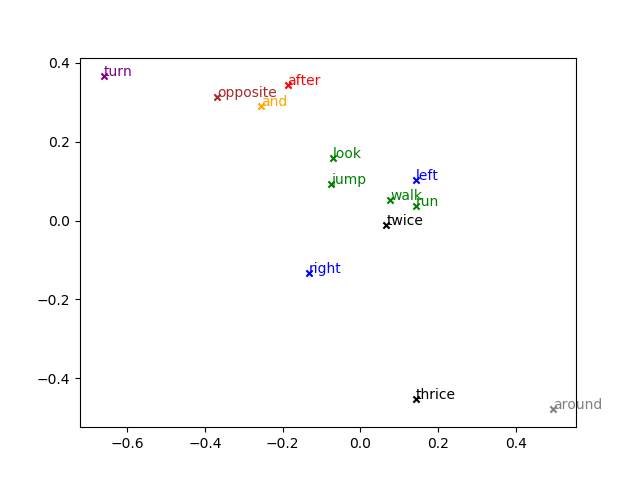 0.4
turn
after
opposite
and
0.2
look
left
jump
walk
run
0.0
twice
right
−0.2
−0.4
thrice
around
−0.6
−0.4
−0.2
0.0
0.2
0.4